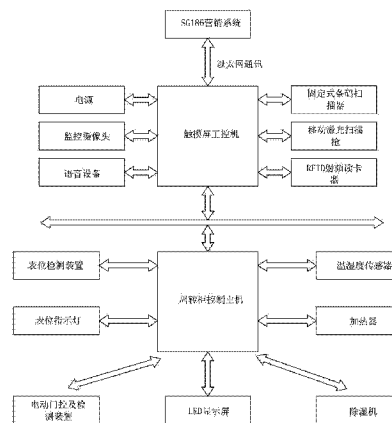 SG186营销系统
以太网通讯
电源
监控摄像头
语音设备
触摸屏工控机
固定式条码扫
描器
移动激光扫描
枪
RFID射频读卡
器
表位检测装置
表位指示灯
周转柜控制主机
温湿度传感器
加热器
电动门控及检
测装置
LED显示屏
除湿机